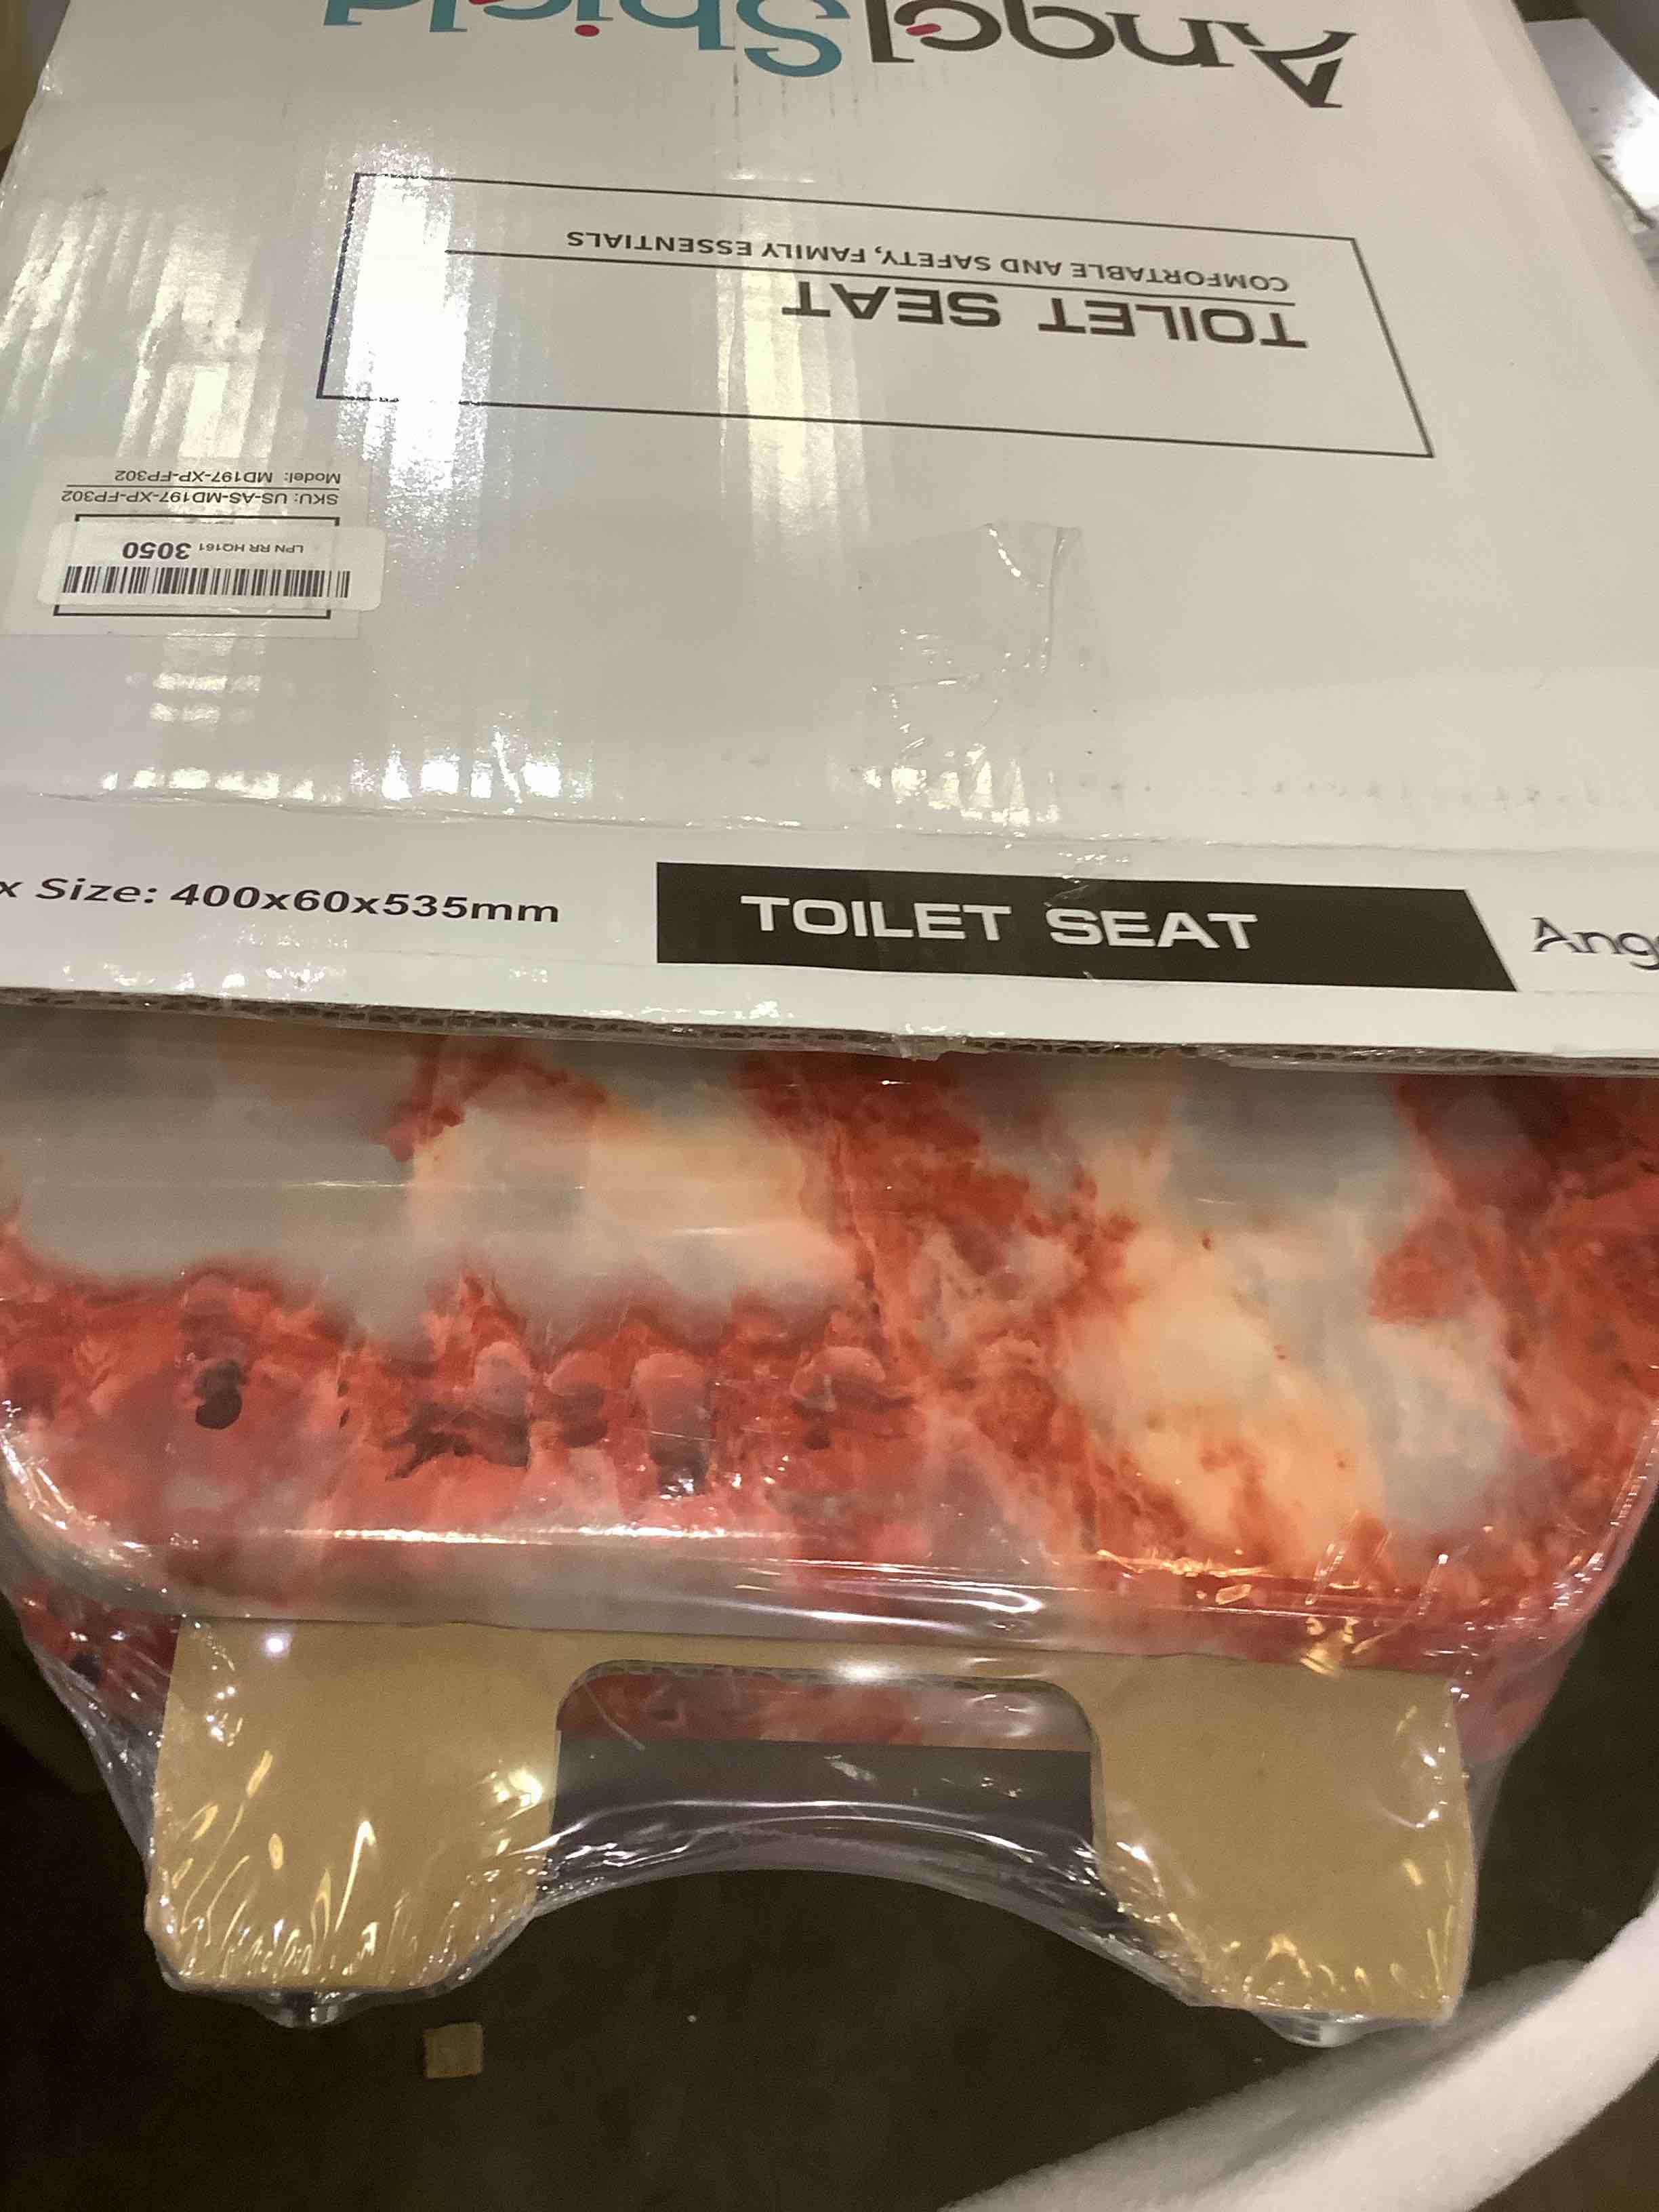 AngelShield
TOILET SEAT
COMFORTABLE AND SAFETY, FAMILY ESSENTIALS
LPN RR HQ161 3050
SKU: US-AS-MD197-XP-FP302
Model: MD197-XP-FP302
x Size: 400x60x535mm
TOILET SEAT
Ange